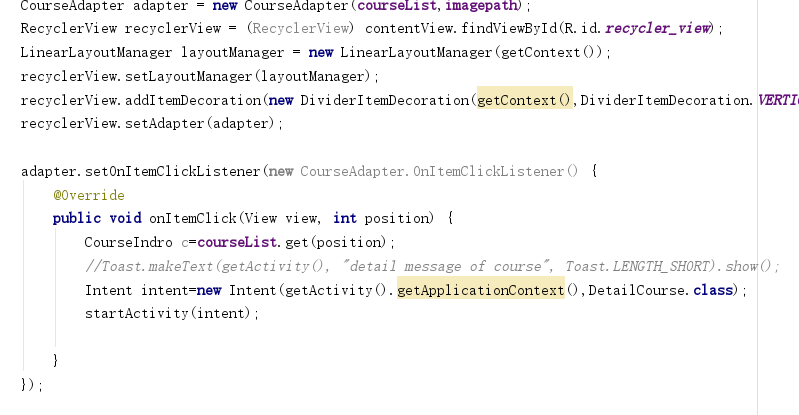 CourseAdapter adapter = new CourseAdapter(courseList,imagepath);
RecyclerView recyclerView = (RecyclerView) contentView.findViewById(R.id.recycler_view);
LinearLayoutManager layoutManager = new LinearLayoutManager(getContext());
recyclerView.setLayoutManager(layoutManager);
recyclerView.addItemDecoration(new DividerItemDecoration(getContext(),DividerItemDecoration.VERTIC
recyclerView.setAdapter(adapter);
adapter.setOnItemClickListener(new CourseAdapter.OnItemClickListener() {
@Override
public void onItemClick(View view, int position) {
CourseIndro c=courseList.get(position);
//Toast.makeText(getActivity(), "detail message of course", Toast.LENGTH_SHORT).show();
Intent intent=new Intent(getActivity().getApplicationContext(),DetailCourse.class);
startActivity(intent);
}
});